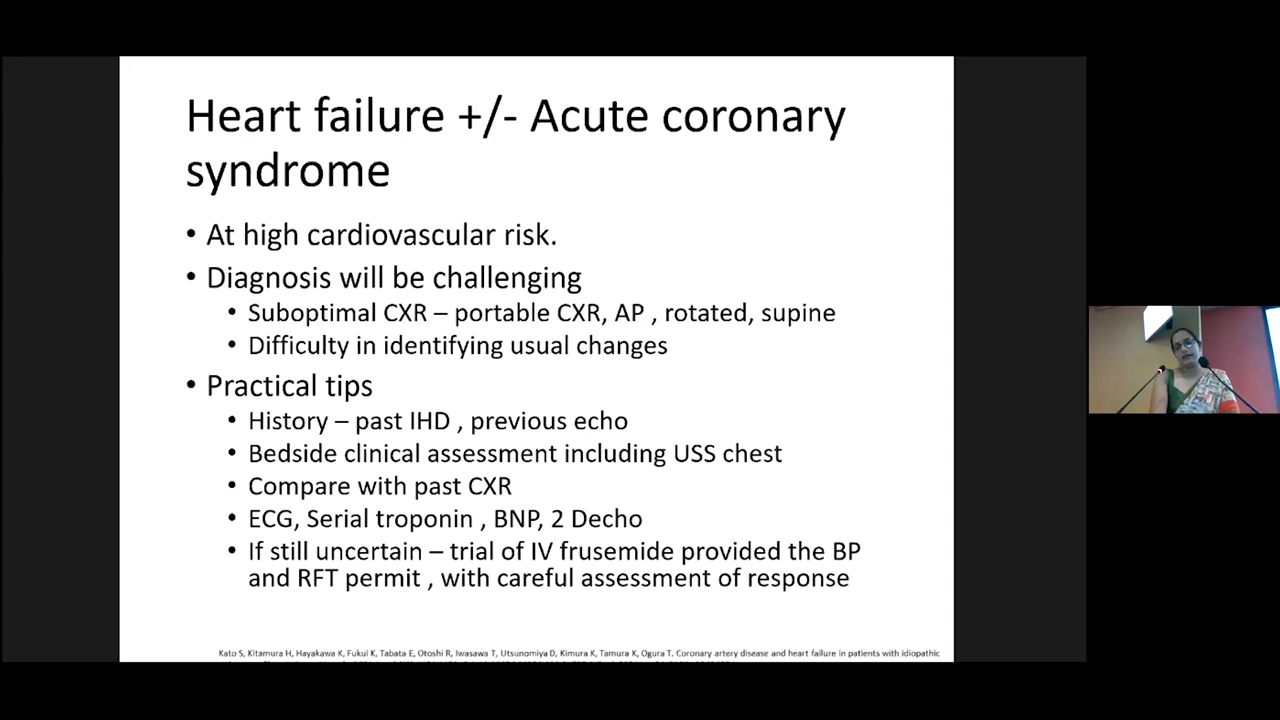 Heart failure +/- Acute coronary
syndrome
• At high cardiovascular risk.
• Diagnosis will be challenging
• Suboptimal CXR – portable CXR, AP , rotated, supine
• Difficulty in identifying usual changes
• Practical tips
• History – past IHD , previous echo
• Bedside clinical assessment including USS chest
• Compare with past CXR
• ECG, Serial troponin , BNP, 2 Decho
• If still uncertain – trial of IV frusemide provided the BP
and RFT permit , with careful assessment of response
Kato S, Kitamura H, Hayakawa K, Fukui K, Tabata E, Otoshi R, Iwasawa T, Utsunomiya D, Kimura K, Tamura K, Ogura T. Coronary artery disease and heart failure in patients with idiopathic